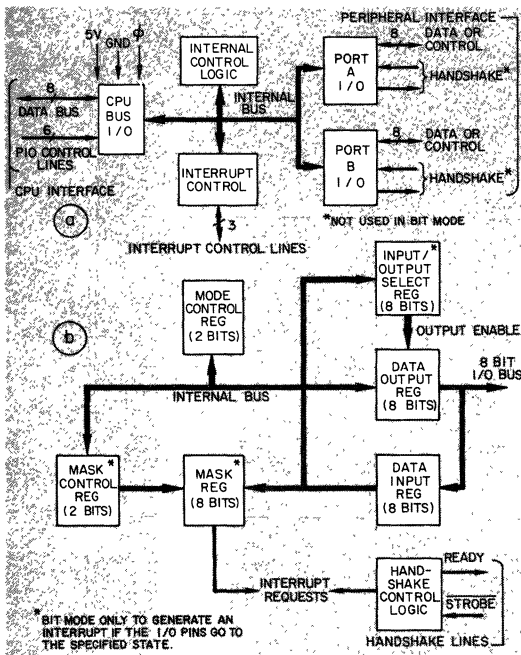 PERIPHERAL INTERFACE
5V
GND
Φ
8
DATA BUS
6
PIO CONTROL
LINES
CPU INTERFACE
CPU
BUS
I/O
INTERNAL
CONTROL
LOGIC
INTERNAL
BUS
INTERRUPT
CONTROL
3
INTERRUPT CONTROL LINES
PORT
A
I/O
8
DATA OR
CONTROL
HANDSHAKE*
PORT
B
I/O
8
DATA OR
CONTROL
HANDSHAKE*
*NOT USED IN BIT MODE
a
b
MODE
CONTROL
REG
(2 BITS)
INPUT/*
OUTPUT
SELECT
REG
(8 BITS)
OUTPUT ENABLE
DATA
OUTPUT
REG
(8 BITS)
8 BIT
I/O BUS
INTERNAL BUS
MASK*
CONTROL
REG
(2 BITS)
MASK*
REG
(8 BITS)
DATA
INPUT
REG
(8 BITS)
INTERRUPT
REQUESTS
HAND-
SHAKE
CONTROL
LOGIC
READY
STROBE
HANDSHAKE LINES
*BIT MODE ONLY TO GENERATE AN
INTERRUPT IF THE I/O PINS GO TO
THE SPECIFIED STATE.